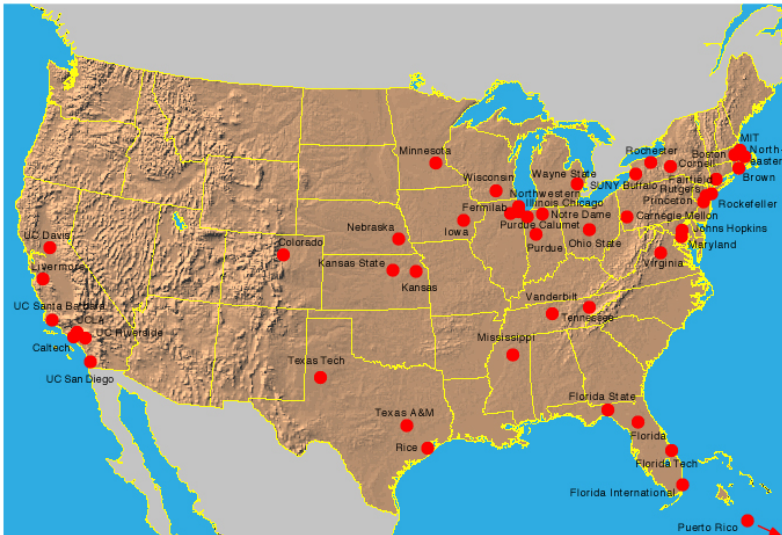 MIT
Minnesota
Rochester
Boston
North-
eastern
Wayne State
Cornell
Wisconsin
SUNY Buffalo
Fairfield
Brown
Northwestern
Rutgers
Illinois Chicago
Princeton
Rockefeller
Fermilab
Notre Dame
Carnegie Mellon
Nebraska
Iowa
Purdue Calumet
Johns Hopkins
UC Davis
Colorado
Purdue
Ohio State
Maryland
Livermore
Kansas State
Kansas
Virginia
UC Santa Barbara
Vanderbilt
UCLA
Tennessee
UC Riverside
Mississippi
Caltech
Texas Tech
UC San Diego
Florida State
Texas A&M
Florida
Rice
Florida Tech
Florida International
Puerto Rico